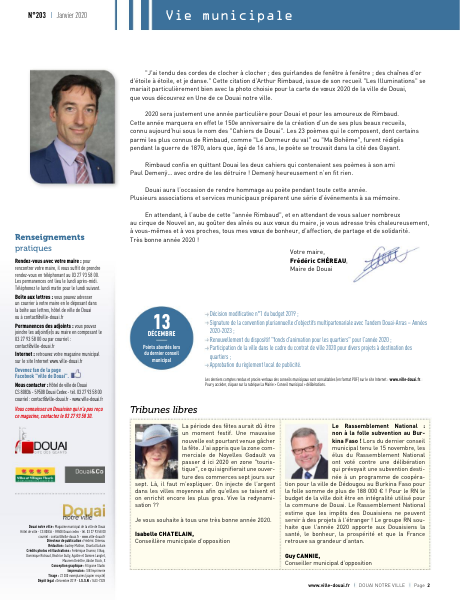 N°203 | Janvier 2020
Vie municipale
"J'ai tendu des cordes de clocher à clocher ; des guirlandes de fenêtre à fenêtre ; des chaînes d'or
d'étoile à étoile, et je danse." Cette citation d'Arthur Rimbaud, issue de son recueil "Les Illuminations" se
mariait particulièrement bien avec la photo choisie pour la carte de vœux 2020 de la ville de Douai,
que vous découvrez en Une de ce Douai notre ville.
2020 sera justement une année particulière pour Douai et pour les amoureux de Rimbaud.
Cette année marquera en effet le 150e anniversaire de la création d'un de ses plus beaux recueils,
connu aujourd'hui sous le nom des "Cahiers de Douai". Les 23 poèmes qui le composent, dont certains
parmi les plus connus de Rimbaud, comme "Le Dormeur du val" ou "Ma Bohème", furent rédigés
pendant la guerre de 1870, alors que, âgé de 16 ans, le poète se trouvait dans la cité des Gayant.
Rimbaud confia en quittant Douai les deux cahiers qui contenaient ses poèmes à son ami
Paul Demenÿ... avec ordre de les détruire ! Demenÿ heureusement n'en fit rien.
Douai aura l'occasion de rendre hommage au poète pendant toute cette année.
Plusieurs associations et services municipaux préparent une série d'événements à sa mémoire.
En attendant, à l'aube de cette "année Rimbaud", et en attendant de vous saluer nombreux
au cirque de Nouvel an, au goûter des aînés ou aux vœux du maire, je vous adresse très chaleureusement,
à vous-mêmes et à vos proches, tous mes vœux de bonheur, d'affection, de partage et de solidarité.
Très bonne année 2020 !
Votre maire,
Frédéric CHÉREAU,
Maire de Douai
Renseignements
pratiques
Rendez-vous avec votre maire : pour
rencontrer votre maire, il vous suffit de prendre
rendez-vous en téléphonant au 03 27 93 58 00.
Les permanences ont lieu le lundi après-midi.
Téléphonez le lundi matin pour le lundi suivant.
Boîte aux lettres : vous pouvez adresser
un courrier à votre maire en le déposant dans
la boîte aux lettres, hôtel de ville de Douai
ou à contact@ville-douai.fr
Permanences des adjoints : vous pouvez
joindre les adjoint(e)s au maire en composant le
03 27 93 58 00 ou par courriel :
contact@ville-douai.fr
Internet : retrouvez votre magazine municipal
sur le site Internet www.ville-douai.fr
Devenez fan de la page
Facebook "ville de Douai".
Nous contacter : Hôtel de ville de Douai
CS 80836 - 59508 Douai Cedex - tél. 03 27 93 58 00
courriel : contact@ville-douai.fr - www.ville-douai.fr
Vous connaissez un Douaisien qui n'a pas reçu
ce magazine, contactez le 03 27 93 58 30.
DOUAI
Douai&Co
Douai
notre ville
13
DÉCEMBRE
Points abordés lors
du dernier conseil
municipal
Décision modificative n°1 du budget 2019 ;
Signature de la convention pluriannuelle d'objectifs multipartenariale avec Tandem Douai-Arras – Années
2020-2023 ;
Renouvellement du dispositif "fonds d'animation pour les quartiers" pour l'année 2020 ;
Participation de la ville dans le cadre du contrat de ville 2020 pour divers projets à destination des
quartiers ;
Approbation du règlement local de publicité.
Les derniers comptes rendus et procès-verbaux des conseils municipaux sont consultables (en format PDF) sur le site Internet : www.ville-douai.fr.
Pour y accéder, cliquez sur la rubrique La Mairie > Conseil municipal > délibérations.
Tribunes libres
La période des fêtes aurait dû être
un moment festif. Une mauvaise
nouvelle est pourtant venue gâcher
la fête. J'ai appris que la zone com-
merciale de Noyelles Godault va
passer d'ici 2020 en zone "touris-
tique", ce qui signifierait une ouver-
ture des commerces sept jours sur
sept. Là, il faut m'expliquer. On injecte de l'argent
dans les villes moyennes afin qu'elles se taisent et
on enrichit encore les plus gros. Vive la redynami-
sation ??
Je vous souhaite à tous une très bonne année 2020.
Isabelle CHATELAIN,
Conseillère municipale d'opposition
Le Rassemblement National :
non à la folle subvention au Bur-
kina Faso ! Lors du dernier conseil
municipal tenu le 15 novembre, les
élus du Rassemblement National
ont voté contre une délibération
qui prévoyait une subvention desti-
née à un programme de coopéra-
tion pour la ville de Dédougou au Burkina Faso pour
la folle somme de plus de 188 000 € ! Pour le RN le
budget de la ville doit être en intégralité utilisé pour
la commune de Douai. Le Rassemblement National
estime que les impôts des Douaisiens ne peuvent
servir à des projets à l'étranger ! Le groupe RN sou-
haite que l'année 2020 apporte aux Douaisiens la
santé, le bonheur, la prospérité et que la France
retrouve sa grandeur d'antan.
Guy CANNIE,
Conseiller municipal d'opposition
www.ville-douai.fr | DOUAI NOTRE VILLE | Page 2